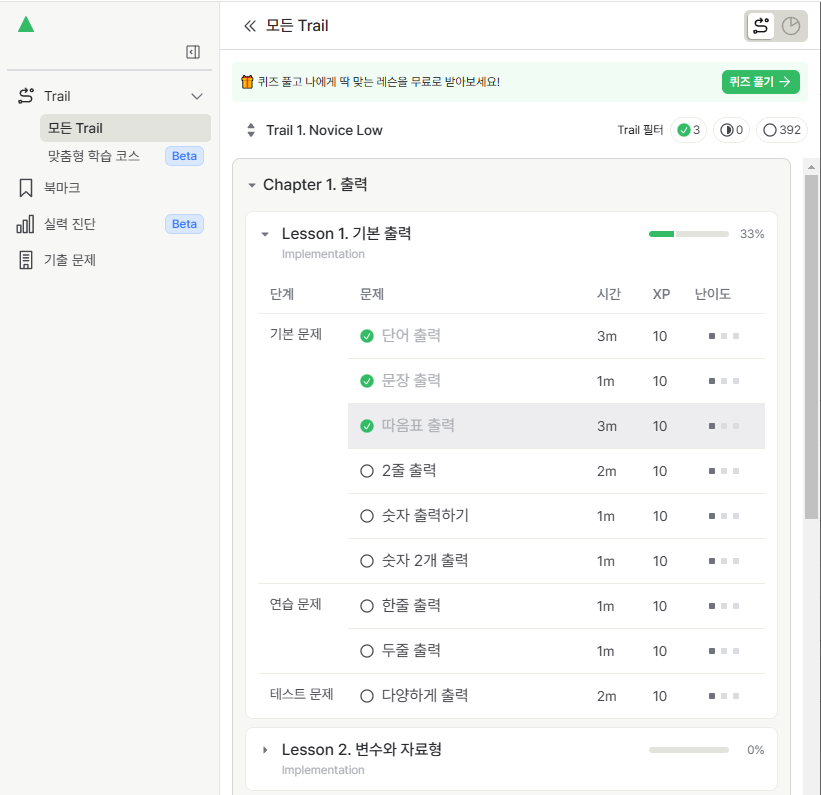 모든 Trail
퀴즈 풀고 나에게 딱 맞는 레슨을 무료로 받아보세요!
퀴즈 풀기 →
Trail
모든 Trail
맞춤형 학습 코스 Beta
북마크
실력 진단 Beta
기출 문제
Trail 1. Novice Low
Trail 필터 3 0 392
Chapter 1. 출력
Lesson 1. 기본 출력 33%
Implementation
단계 문제 시간 XP 난이도
기본 문제 단어 출력 3m 10
문장 출력 1m 10
따옴표 출력 3m 10
2줄 출력 2m 10
숫자 출력하기 1m 10
숫자 2개 출력 1m 10
연습 문제 한줄 출력 1m 10
두줄 출력 1m 10
테스트 문제 다양하게 출력 2m 10
Lesson 2. 변수와 자료형 0%
Implementation